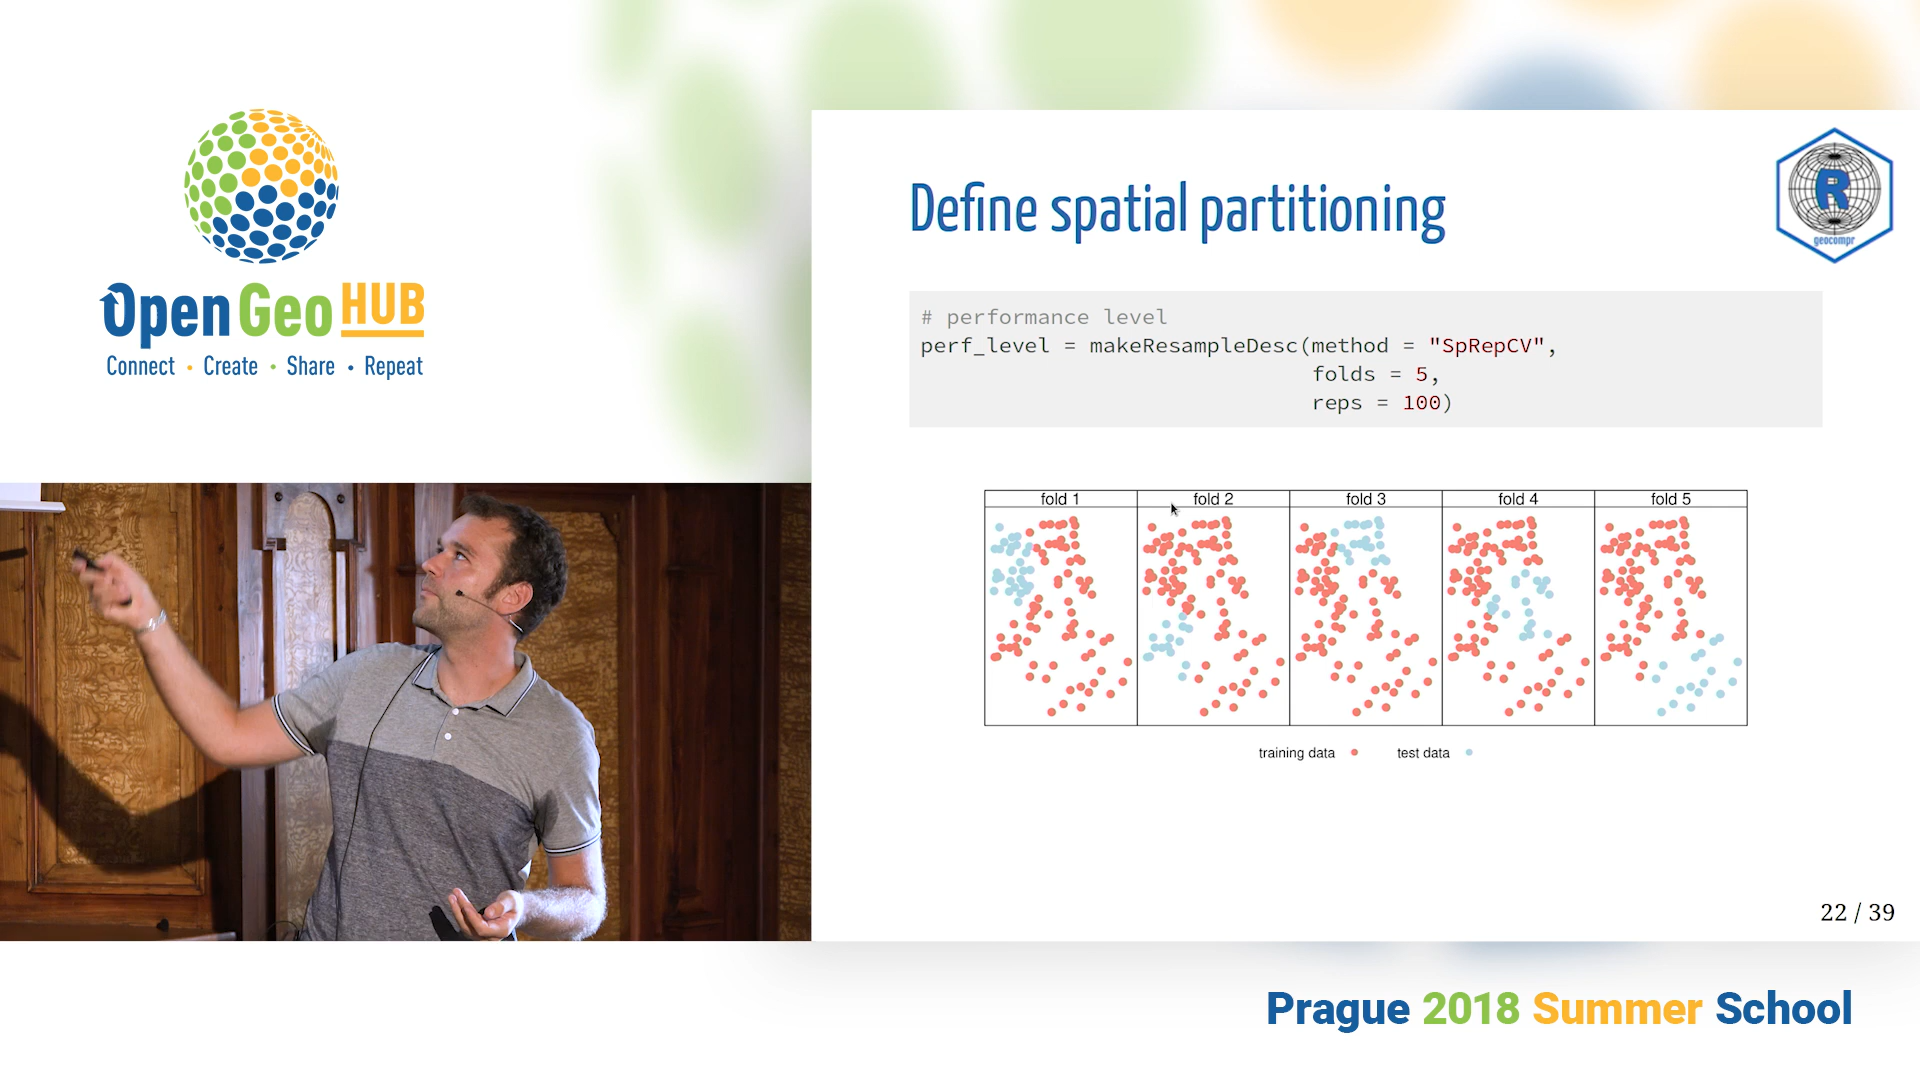 Open Geo HUB
Connect • Create • Share • Repeat
Define spatial partitioning
R
geocompr
# performance level
perf_level = makeResampleDesc(method = "SpRepCV",
folds = 5,
reps = 100)
fold 1 fold 2 fold 3 fold 4 fold 5
training data test data
22 / 39
Prague 2018 Summer School